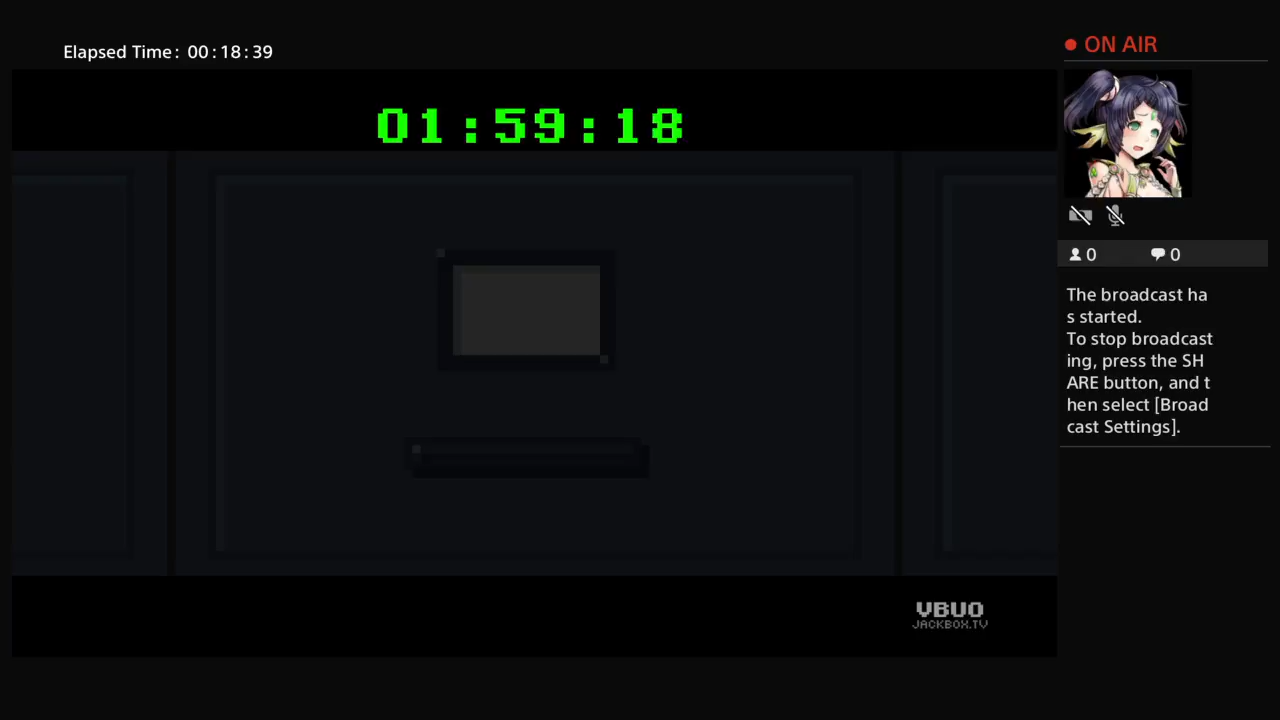 Elapsed Time: 00:18:39
ON AIR
01:59:18
0
0
The broadcast ha
s started.
To stop broadcast
ing, press the SH
ARE button, and t
hen select [Broad
cast Settings].
VBUO
JACKBOX.TV